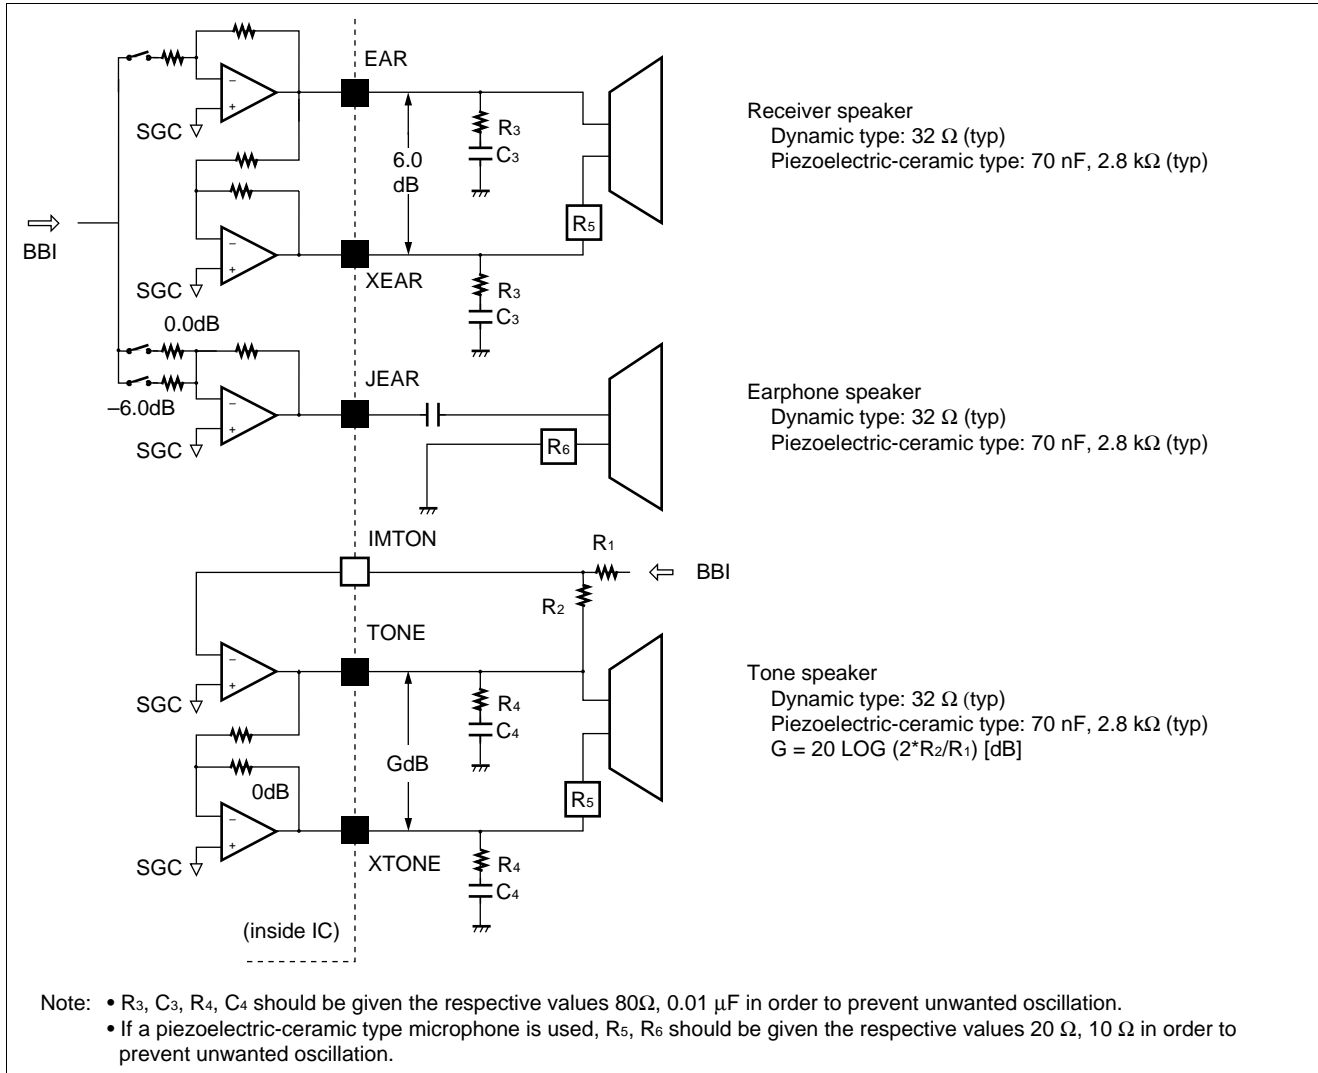 EAR
−
+
SGC
R3
C3
6.0
dB
Receiver speaker
Dynamic type: 32 Ω (typ)
Piezoelectric-ceramic type: 70 nF, 2.8 kΩ (typ)
BBI
−
+
SGC
XEAR
R5
R3
C3
0.0dB
−6.0dB
−
+
SGC
JEAR
R6
Earphone speaker
Dynamic type: 32 Ω (typ)
Piezoelectric-ceramic type: 70 nF, 2.8 kΩ (typ)
IMTON
R1
BBI
R2
TONE
−
+
SGC
R4
C4
GdB
Tone speaker
Dynamic type: 32 Ω (typ)
Piezoelectric-ceramic type: 70 nF, 2.8 kΩ (typ)
G = 20 LOG (2*R2/R1) [dB]
0dB
R5
−
+
SGC
XTONE
R4
C4
(inside IC)
Note: • R3, C3, R4, C4 should be given the respective values 80Ω, 0.01 µF in order to prevent unwanted oscillation.
• If a piezoelectric-ceramic type microphone is used, R5, R6 should be given the respective values 20 Ω, 10 Ω in order to
prevent unwanted oscillation.